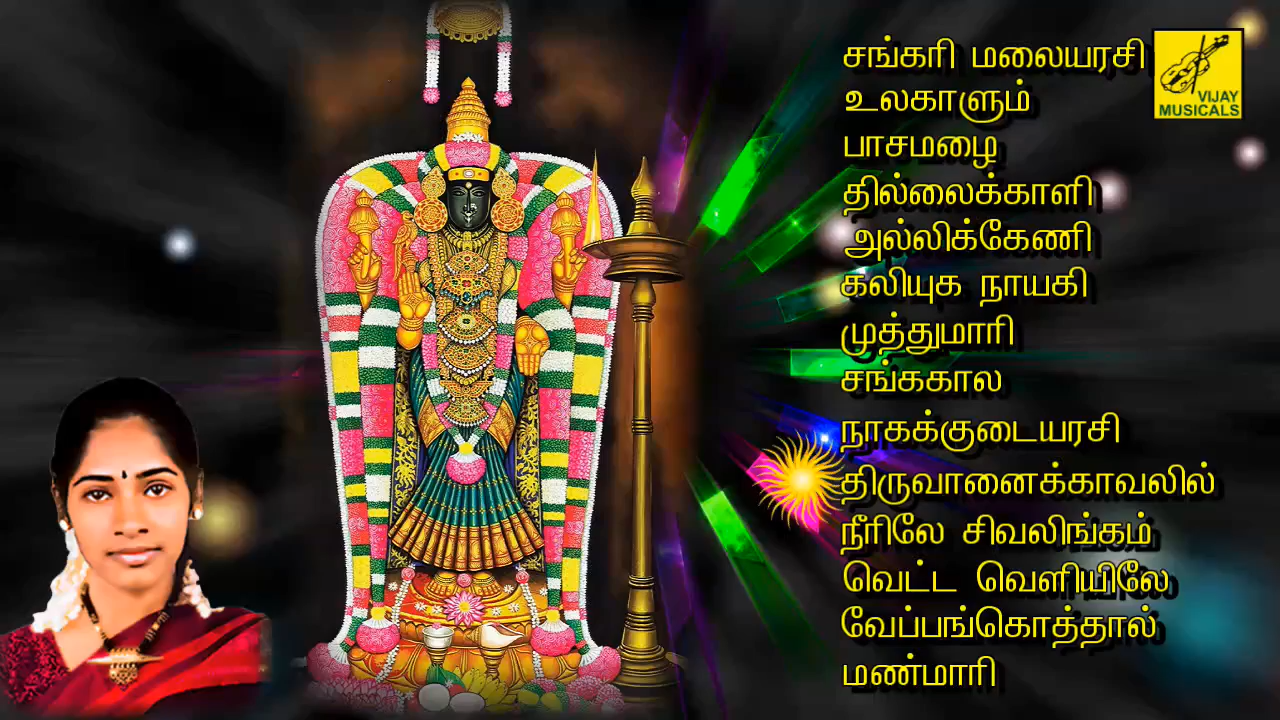 சங்கரி மலையரசி
உலகாளும்
பாசமழை
தில்லைக்காளி
அல்லிக்கேணி
கலியுக நாயகி
முத்துமாரி
சங்ககால
நாகக்குடையரசி
திருவானைக்காவலில்
நீரிலே சிவலிங்கம்
வெட்ட வெளியிலே
வேப்பங்கொத்தால்
மண்மாரி
VIJAY
MUSICALS